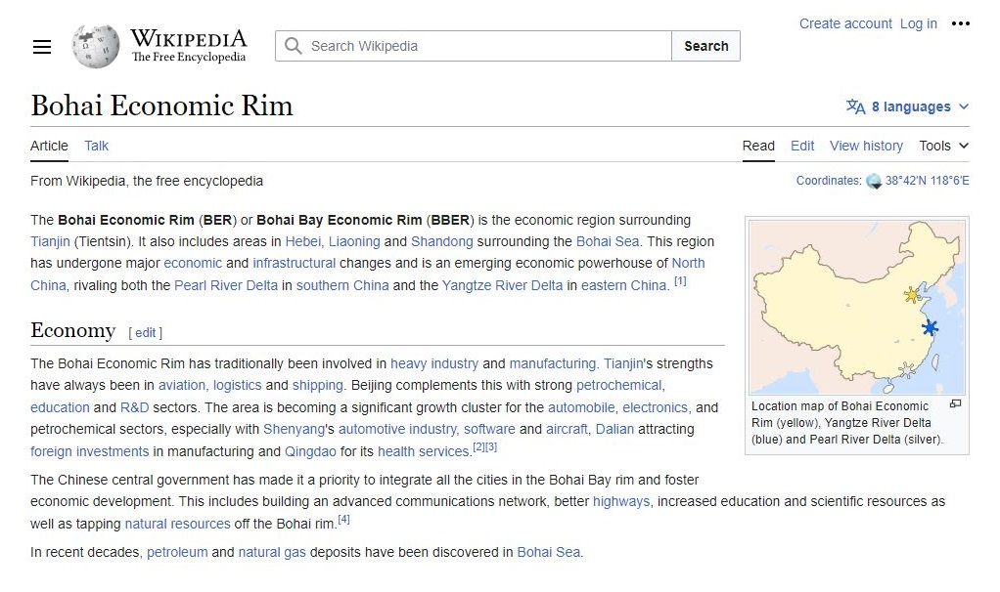 Create account Log in
WIKIPEDIA
The Free Encyclopedia
Search Wikipedia
Search
Bohai Economic Rim
8 languages
Article Talk
Read Edit View history Tools
From Wikipedia, the free encyclopedia
Coordinates: 38°42′N 118°6′E
The Bohai Economic Rim (BER) or Bohai Bay Economic Rim (BBER) is the economic region surrounding
Tianjin (Tientsin). It also includes areas in Hebei, Liaoning and Shandong surrounding the Bohai Sea. This region
has undergone major economic and infrastructural changes and is an emerging economic powerhouse of North
China, rivaling both the Pearl River Delta in southern China and the Yangtze River Delta in eastern China. [1]
Location map of Bohai Economic
Rim (yellow), Yangtze River Delta
(blue) and Pearl River Delta (silver).
Economy [ edit ]
The Bohai Economic Rim has traditionally been involved in heavy industry and manufacturing. Tianjin's strengths
have always been in aviation, logistics and shipping. Beijing complements this with strong petrochemical,
education and R&D sectors. The area is becoming a significant growth cluster for the automobile, electronics, and
petrochemical sectors, especially with Shenyang's automotive industry, software and aircraft, Dalian attracting
foreign investments in manufacturing and Qingdao for its health services.[2][3]
The Chinese central government has made it a priority to integrate all the cities in the Bohai Bay rim and foster
economic development. This includes building an advanced communications network, better highways, increased education and scientific resources as
well as tapping natural resources off the Bohai rim.[4]
In recent decades, petroleum and natural gas deposits have been discovered in Bohai Sea.